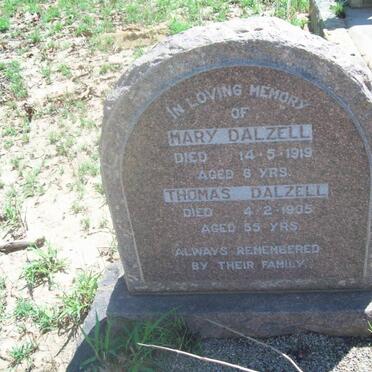 IN LOVING MEMORY
OF
MARY DALZELL
DIED 14-5-1919
AGED 6 YRS.
THOMAS DALZELL
DIED 4-2-1935
AGED 55 YRS
ALWAYS REMEMBERED
BY THEIR FAMILY.